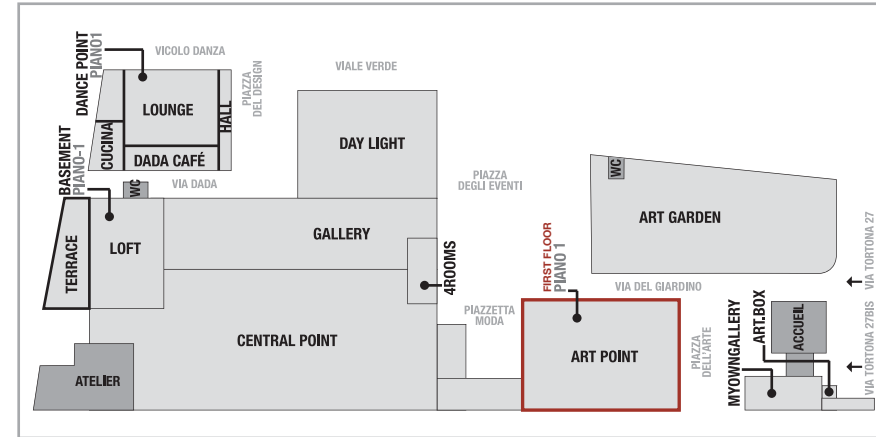 DANCE POINT
PIANO1
VICOLO DANZA
PIAZZA
DEL DESIGN
LOUNGE
HALL
CUCINA
DADA CAFÉ
BASEMENT
PIANO-1
WC
VIA DADA
VIALE VERDE
DAY LIGHT
PIAZZA
DEGLI EVENTI
TERRACE
LOFT
GALLERY
4ROOMS
CENTRAL POINT
ATELIER
PIAZZETTA
MODA
FIRST FLOOR
PIANO 1
ART POINT
WC
ART GARDEN
VIA DEL GIARDINO
PIAZZA
DELL'ARTE
MYOWNGALLERY
ART.BOX
ACCUEIL
VIA TORTONA 27
VIA TORTONA 27BIS